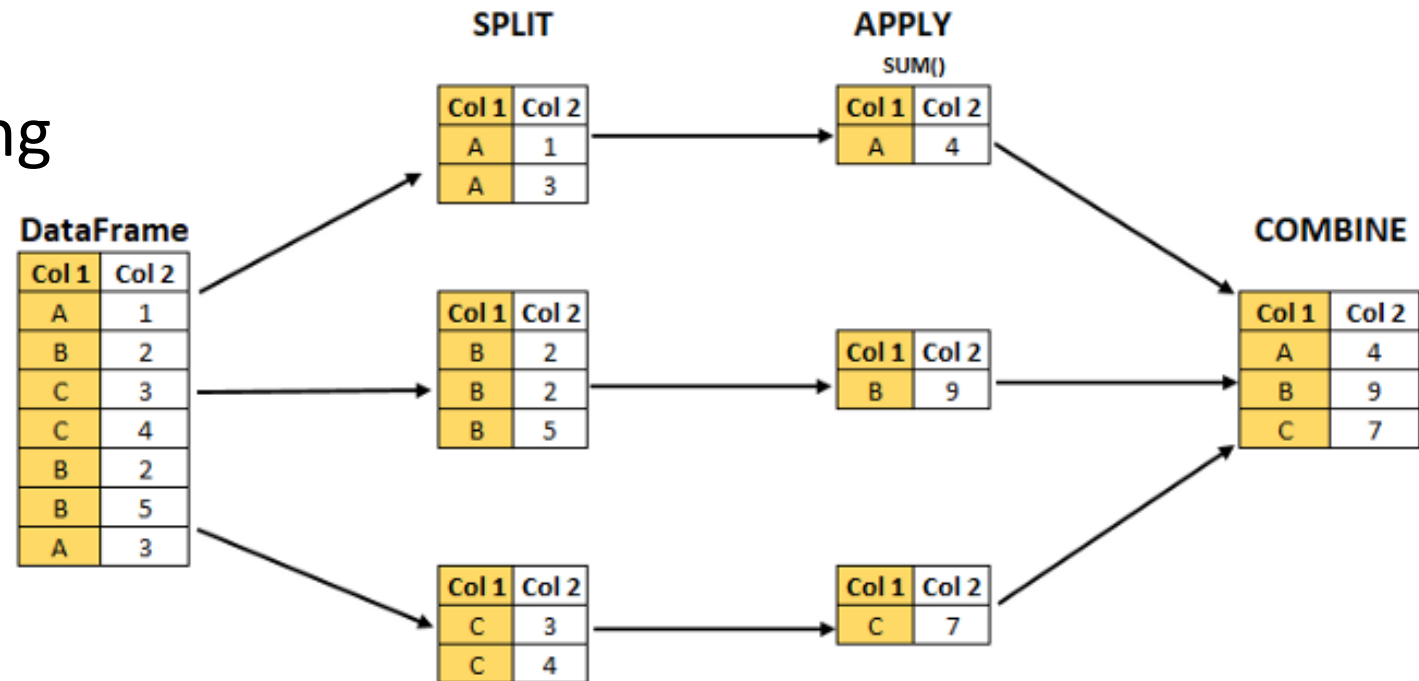 ng
DataFrame
Col 1 Col 2
A 1
B 2
C 3
C 4
B 2
B 5
A 3
SPLIT
Col 1 Col 2
A 1
A 3
Col 1 Col 2
B 2
B 2
B 5
Col 1 Col 2
C 3
C 4
APPLY
SUM()
Col 1 Col 2
A 4
Col 1 Col 2
B 9
Col 1 Col 2
C 7
COMBINE
Col 1 Col 2
A 4
B 9
C 7